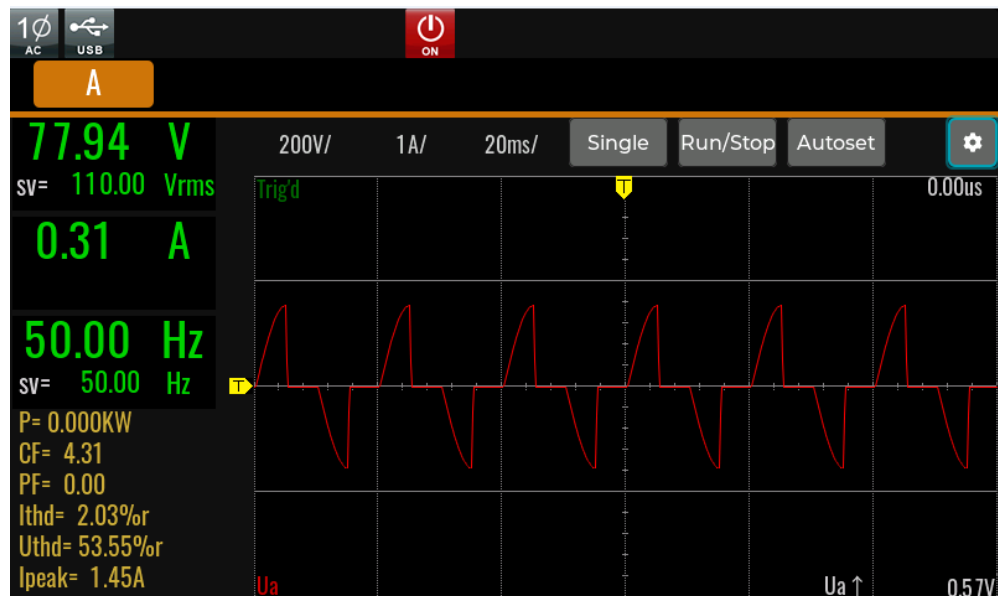 1Ø
AC
USB
ON
A
77.94 V
SV= 110.00 Vrms
0.31 A
50.00 Hz
SV= 50.00 Hz
P= 0.000KW
CF= 4.31
PF= 0.00
Ithd= 2.03%r
Uthd= 53.55%r
Ipeak= 1.45A
200V/ 1A/ 20ms/ Single Run/Stop Autoset
Trig'd T 0.00us
T
Ua Ua↑ 0.57V